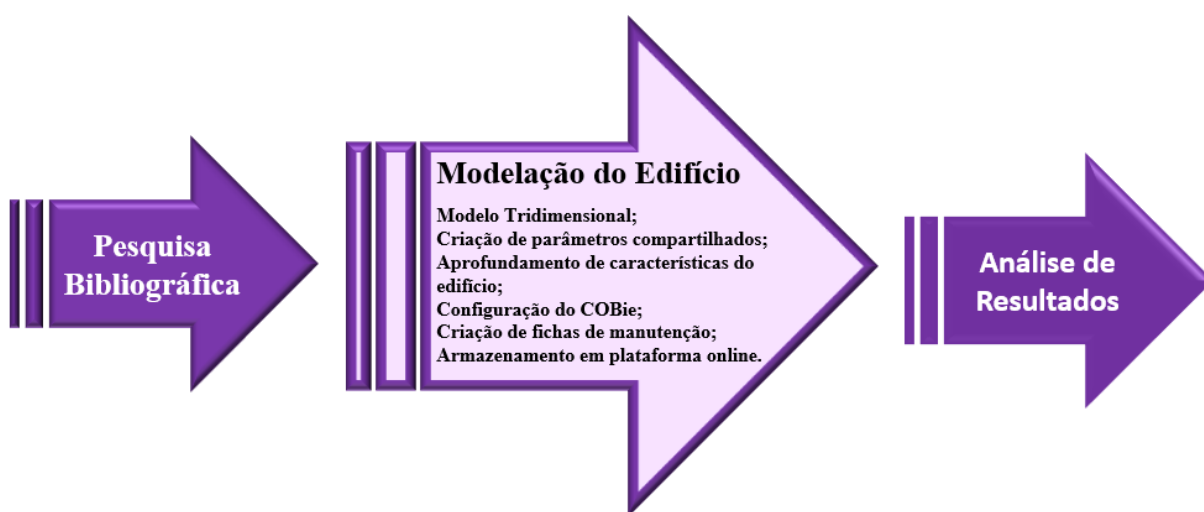 Pesquisa
Bibliográfica
Modelação do Edifício
Modelo Tridimensional;
Criação de parâmetros compartilhados;
Aprofundamento de características do
edifício;
Configuração do COBie;
Criação de fichas de manutenção;
Armazenamento em plataforma online.
Análise de
Resultados